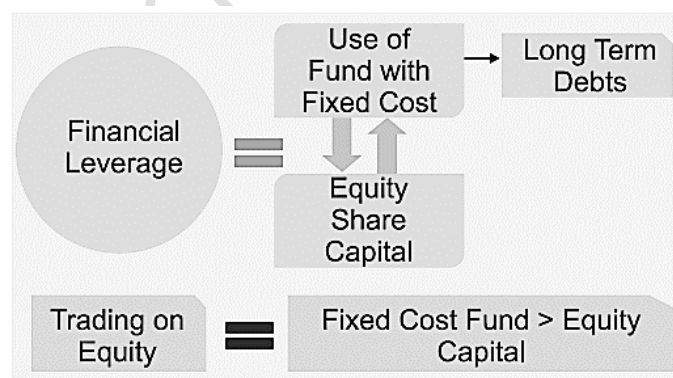 Financial
Leverage
=
Use of
Fund with
Fixed Cost
Long Term
Debts
Equity
Share
Capital
Trading on
Equity
=
Fixed Cost Fund > Equity
Capital